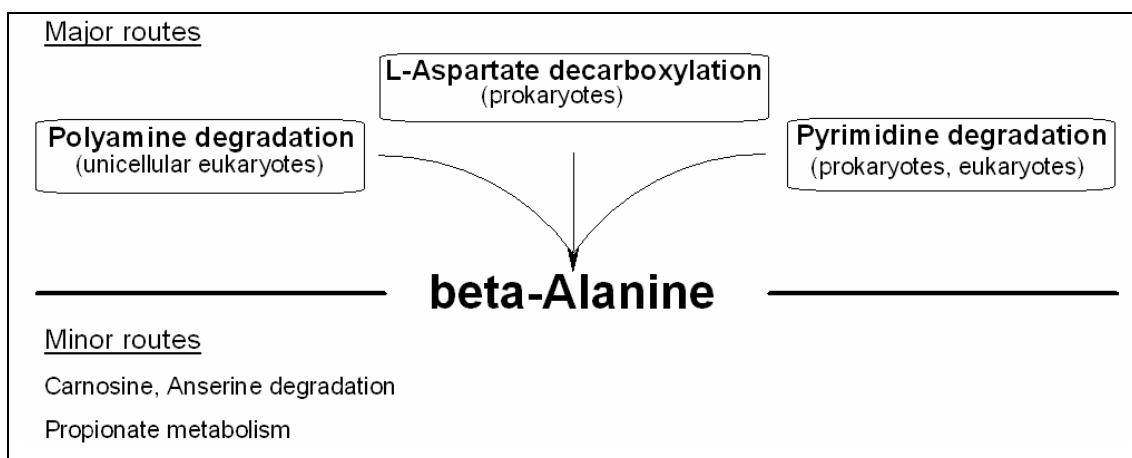 Major routes
L-Aspartate decarboxylation
(prokaryotes)
Polyamine degradation
(unicellular eukaryotes)
Pyrimidine degradation
(prokaryotes, eukaryotes)
beta-Alanine
Minor routes
Carnosine, Anserine degradation
Propionate metabolism